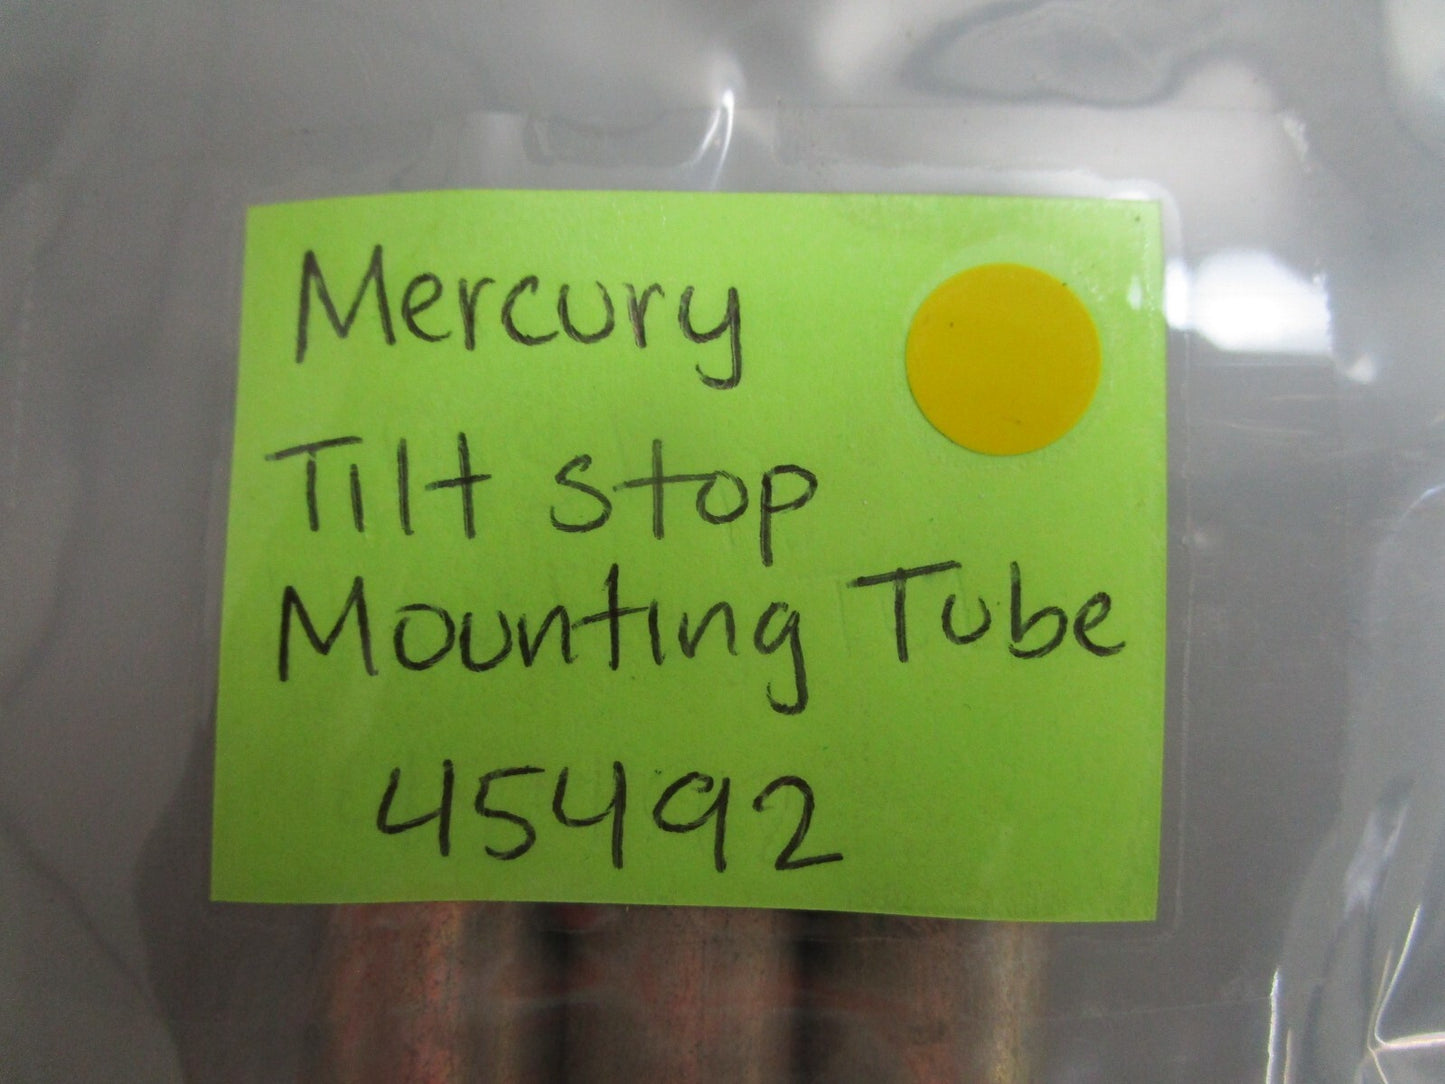 Mercury
Tilt stop
Mounting Tube
45492